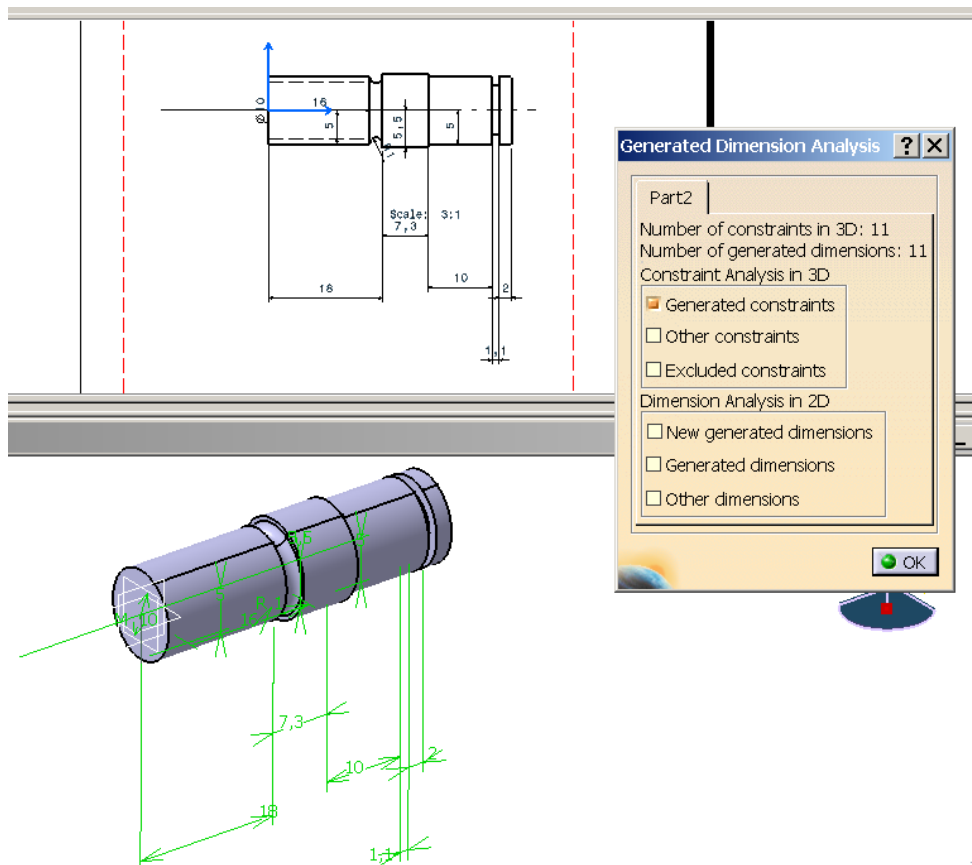 Ø10
16
5
5,5
5
Scale: 3:1
7,3
18
10
2
1,1
Generated Dimension Analysis
Part2
Number of constraints in 3D: 11
Number of generated dimensions: 11
Constraint Analysis in 3D
Generated constraints
Other constraints
Excluded constraints
Dimension Analysis in 2D
New generated dimensions
Generated dimensions
Other dimensions
OK
10
16
7,3
10
2
18
1,1